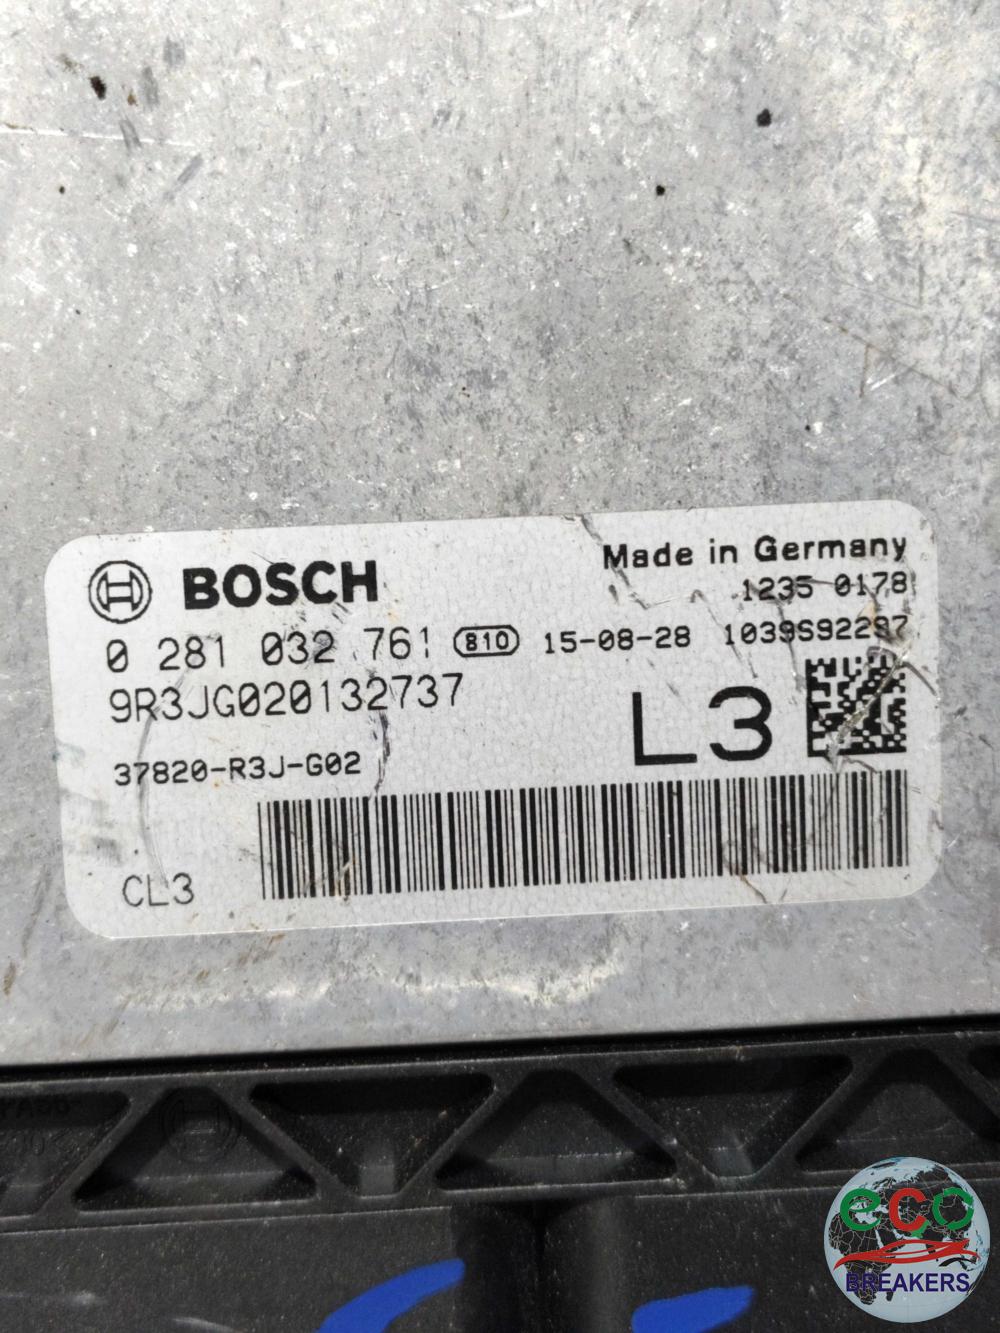 BOSCH
Made in Germany
1235 0178
0 281 032 761 810 15-08-28 1039S92297
9R3JG020132737
L3
37820-R3J-G02
CL3
eco
BREAKERS